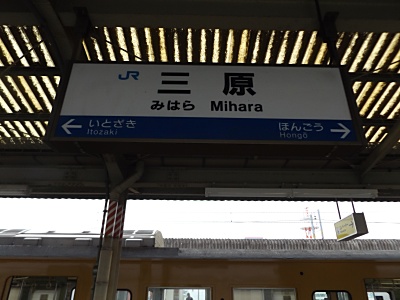 JR 三原
みはら Mihara
← いとざき ほんごう →
Itozaki Hongō